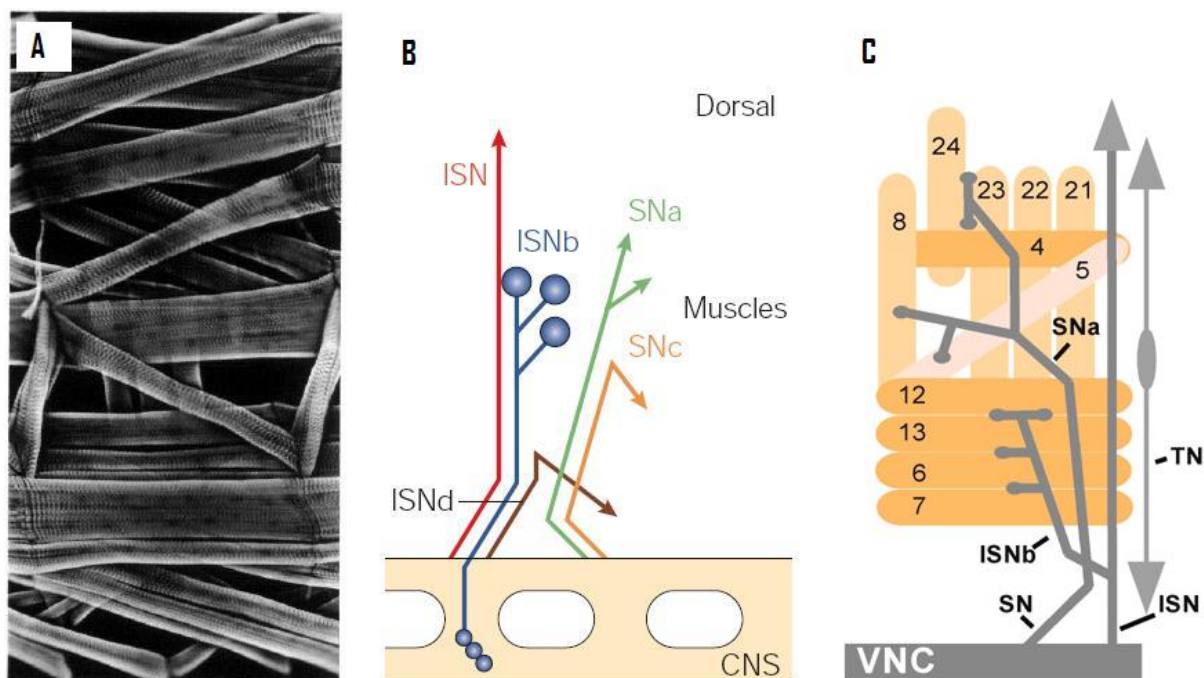 A
B
Dorsal
ISN
ISNb
SNa
Muscles
SNc
ISNd
CNS
C
24
23
22
21
8
4
5
SNa
12
13
6
7
TN
ISNb
SN
ISN
VNC